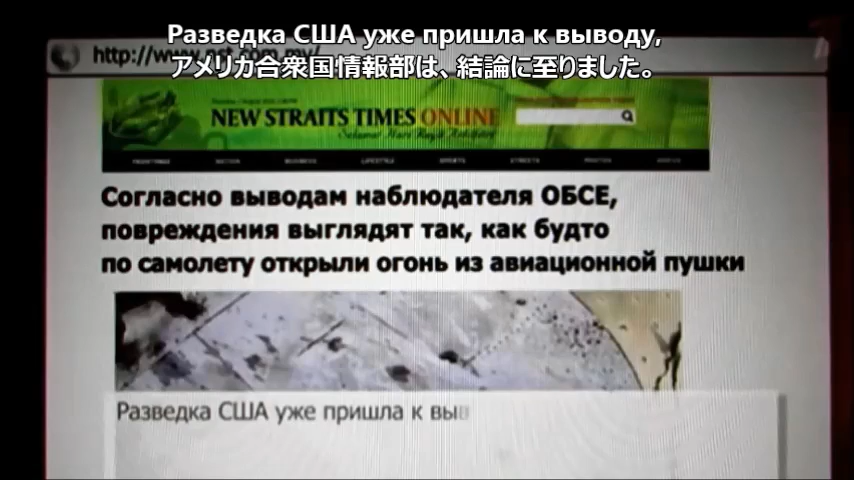 Разведка США уже пришла к выводу,
アメリカ合衆国情報部は、結論に至りました。
http://www.nst.com.my/
NEW STRAITS TIMES ONLINE
LIFESTYLE
Согласно выводам наблюдателя ОБСЕ,
повреждения выглядят так, как будто
по самолету открыли огонь из авиационной пушки
Разведка США уже пришла к выв